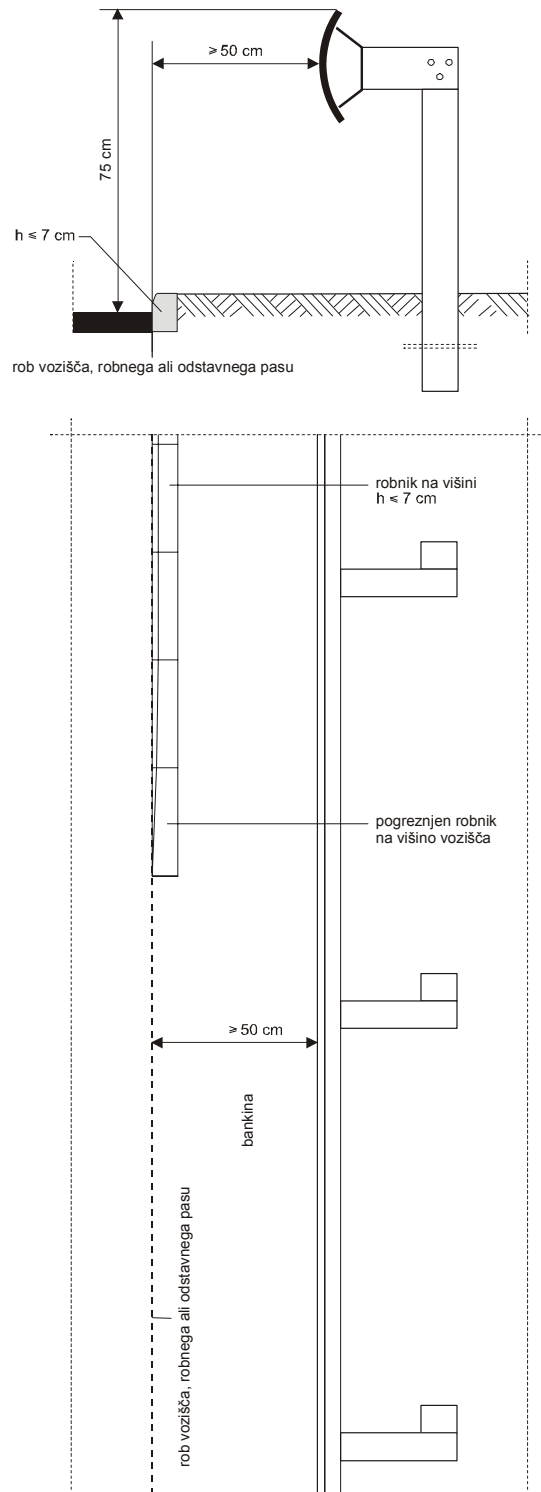 ≥ 50 cm
75 cm
h ≤ 7 cm
rob vozišča, robnega ali odstavnega pasu
robnik na višini
h ≤ 7 cm
pogreznjen robnik
na višino vozišča
≥ 50 cm
bankina
rob vozišča, robnega ali odstavnega pasu